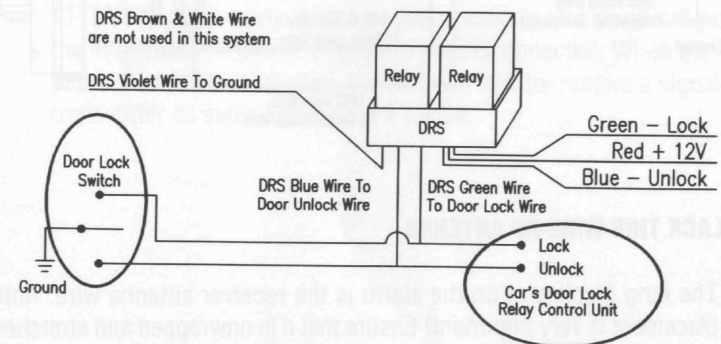 DRS Brown & White Wire
are not used in this system
DRS Violet Wire To Ground
Relay
Relay
DRS
Green – Lock
Red + 12V
Blue – Unlock
Door Lock
Switch
DRS Blue Wire To
Door Unlock Wire
DRS Green Wire
To Door Lock Wire
Ground
Lock
Unlock
Car's Door Lock
Relay Control Unit